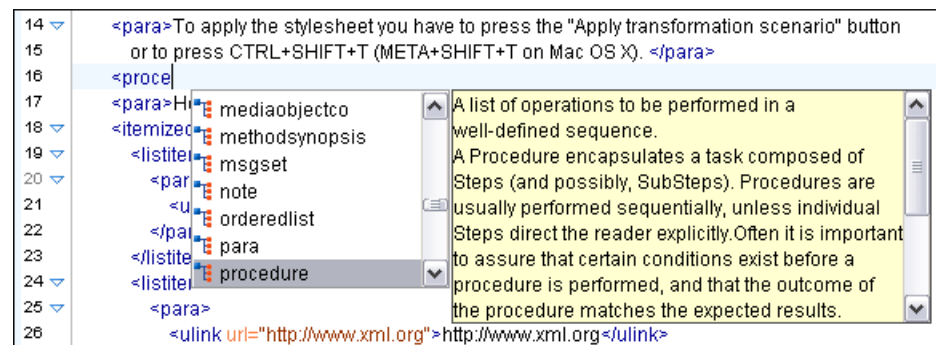 14 <para>To apply the stylesheet you have to press the "Apply transformation scenario" button
15 or to press CTRL+SHIFT+T (META+SHIFT+T on Mac OS X). </para>
16 <proce
17 <para>H
18 <itemized
19 <listiter
20 <par
21 <u
22 </par
23 </listite
24 <listiter
25 <para>
26 <ulink url="http://www.xml.org">http://www.xml.org</ulink>
mediaobjectco
methodsynopsis
msgset
note
orderedlist
para
procedure
A list of operations to be performed in a
well-defined sequence.
A Procedure encapsulates a task composed of
Steps (and possibly, SubSteps). Procedures are
usually performed sequentially, unless individual
Steps direct the reader explicitly.Often it is important
to assure that certain conditions exist before a
procedure is performed, and that the outcome of
the procedure matches the expected results.